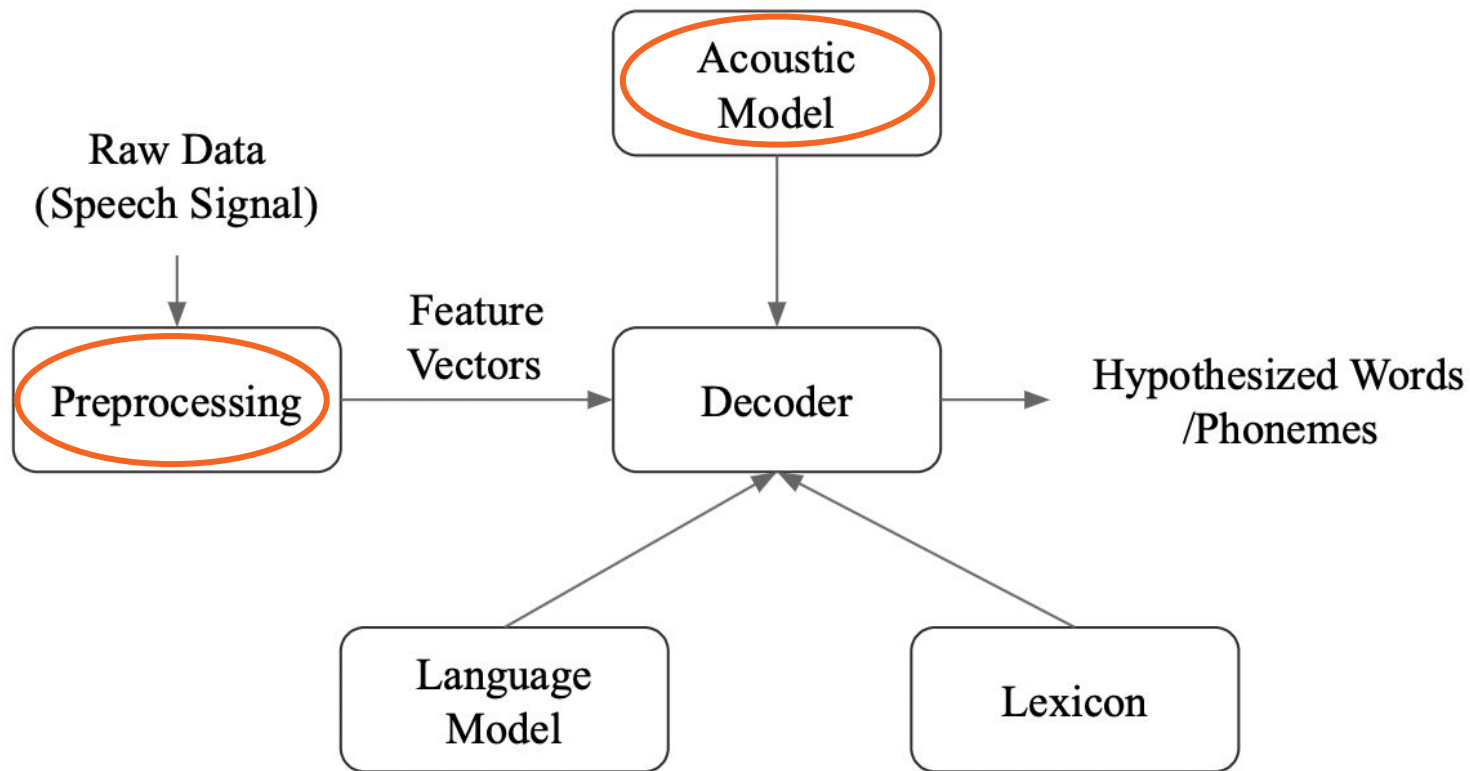 Acoustic
Model
Raw Data
(Speech Signal)
Feature
Vectors
Preprocessing
Decoder
Hypothesized Words
/Phonemes
Language
Model
Lexicon